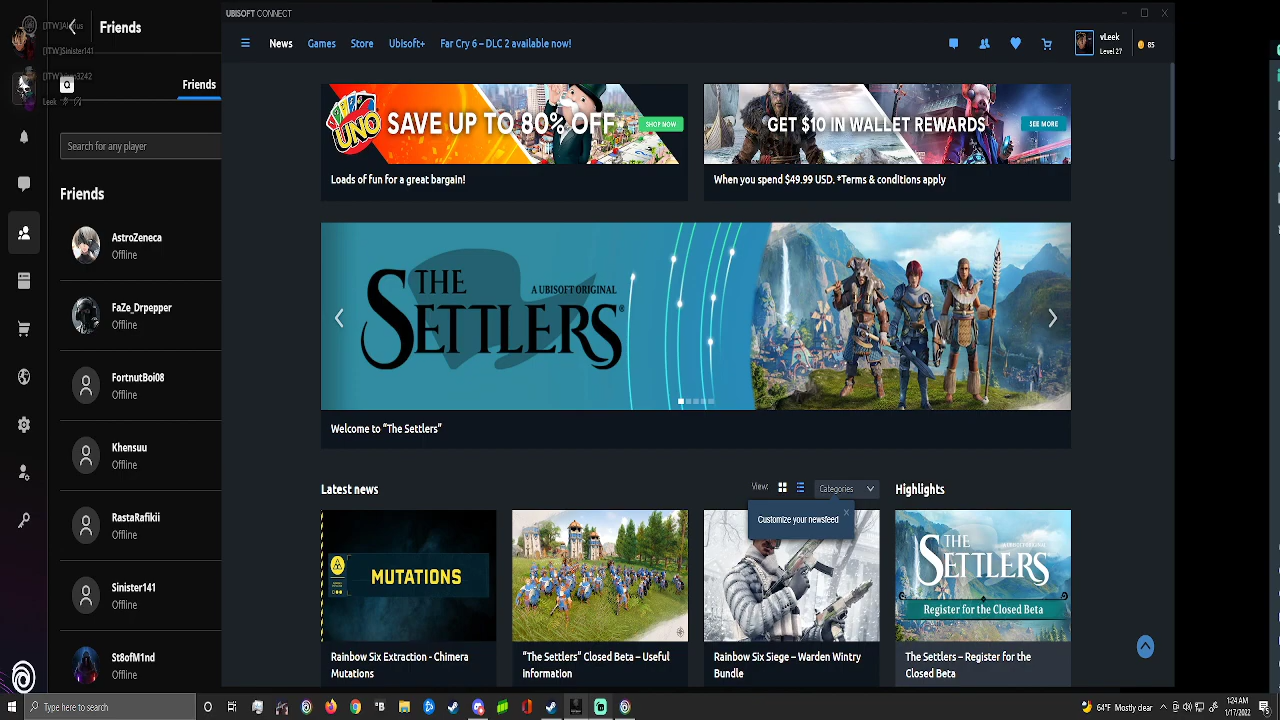 UBISOFT CONNECT
News
Games
Store
Ubisoft+
Far Cry 6 – DLC 2 available now!
vLeek
Level 27
85
Friends
[ITW]Sinister141
Leek
Friends
Search for any player
Friends
AstroZeneca
Offline
FaZe_Drpepper
Offline
FortnutBoi08
Offline
Khensuu
Offline
RastaRafikii
Offline
Sinister141
Offline
St8ofM1nd
Offline
UNO
SAVE UP TO 80% OFF
SHOP NOW
Loads of fun for a great bargain!
GET $10 IN WALLET REWARDS
SEE MORE
When you spend $49.99 USD. *Terms & conditions apply
THE
A UBISOFT ORIGINAL
SETTLERS®
Welcome to “The Settlers”
Latest news
View:
Categories
Customize your newsfeed
x
Highlights
MUTATIONS
Rainbow Six Extraction - Chimera
Mutations
“The Settlers” Closed Beta – Useful
Information
Rainbow Six Siege – Warden Wintry
Bundle
THE
SETTLERS
Register for the Closed Beta
The Settlers – Register for the
Closed Beta
Type here to search
64°F Mostly clear
1:24 AM
1/17/2022